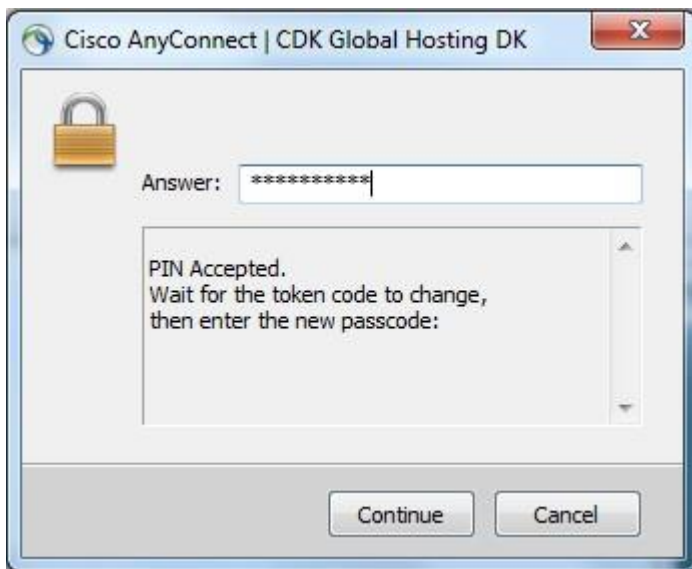 Cisco AnyConnect | CDK Global Hosting DK
Answer: **********
PIN Accepted.
Wait for the token code to change,
then enter the new passcode:
Continue Cancel